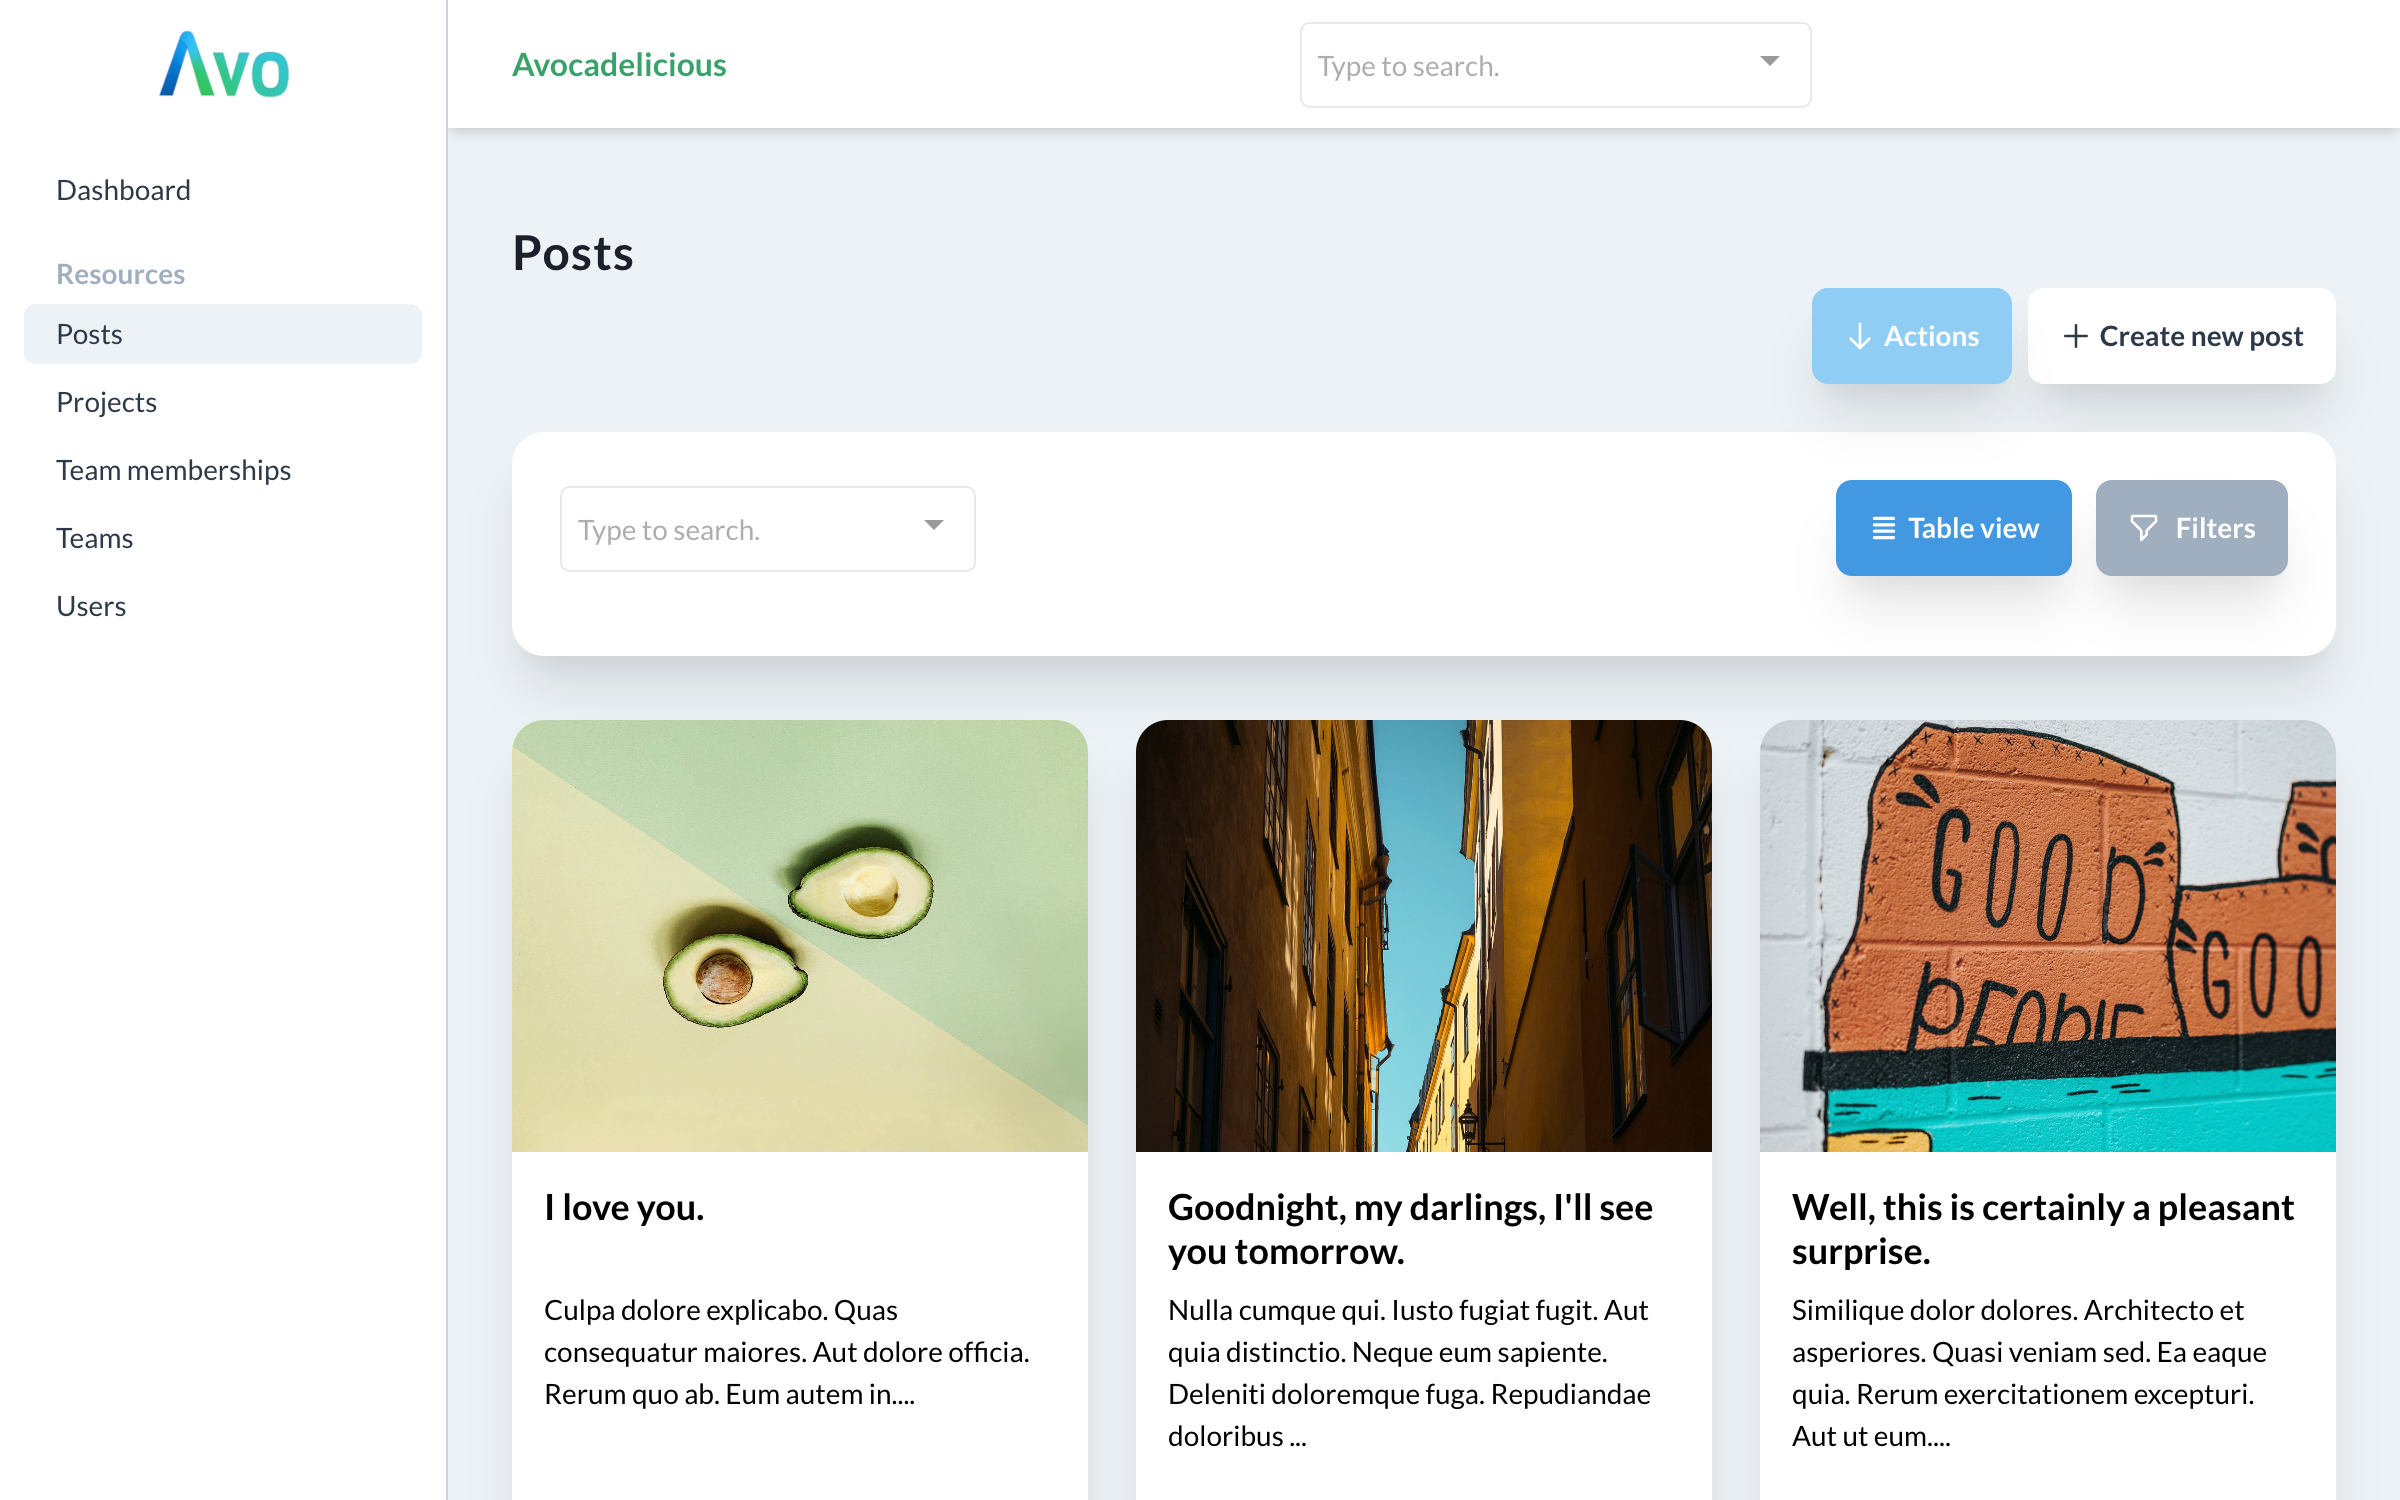 Avo
Avocadelicious
Type to search.
Dashboard
Resources
Posts
Projects
Team memberships
Teams
Users
Posts
Actions
Create new post
Type to search.
Table view
Filters
GOOD
PEOPLE
GOO
I love you.
Culpa dolore explicabo. Quas
consequatur maiores. Aut dolore officia.
Rerum quo ab. Eum autem in....
Goodnight, my darlings, I'll see
you tomorrow.
Nulla cumque qui. Iusto fugiat fugit. Aut
quia distinctio. Neque eum sapiente.
Deleniti doloremque fuga. Repudiandae
doloribus ...
Well, this is certainly a pleasant
surprise.
Similique dolor dolores. Architecto et
asperiores. Quasi veniam sed. Ea eaque
quia. Rerum exercitationem excepturi.
Aut ut eum....